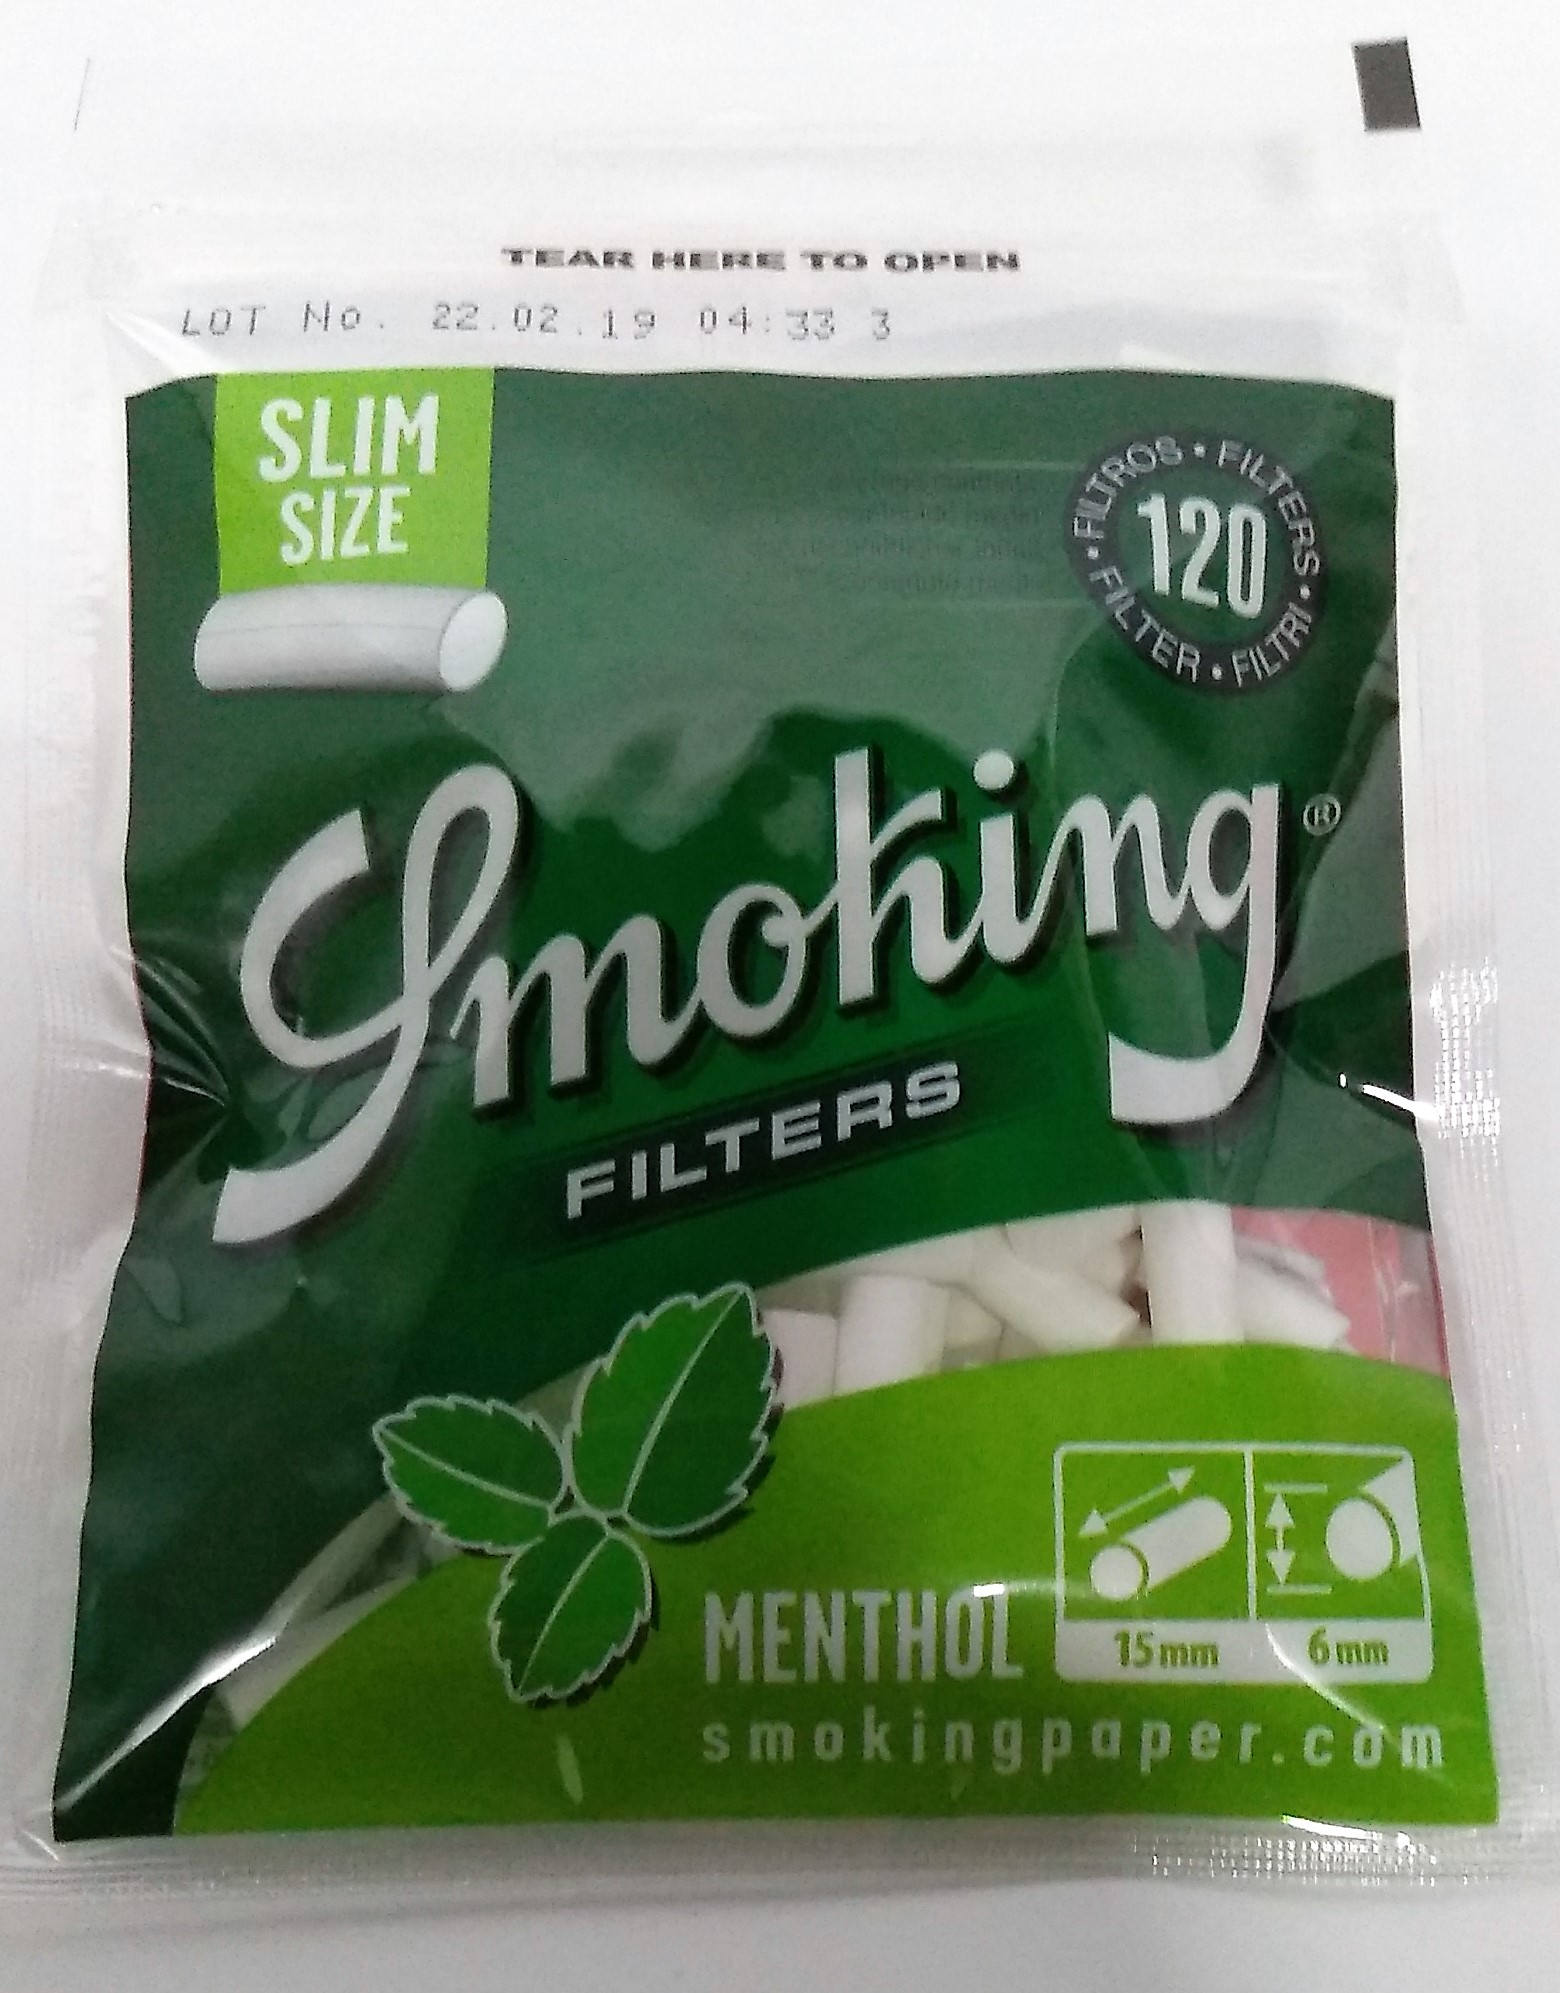 TEAR HERE TO OPEN
LOT No. 22.02.19 04:33 3
SLIM
SIZE
FILTROS • FILTERS • FILTRI • FILTER •
120
Smoking®
FILTERS
MENTHOL
15mm 6mm
smokingpaper.com